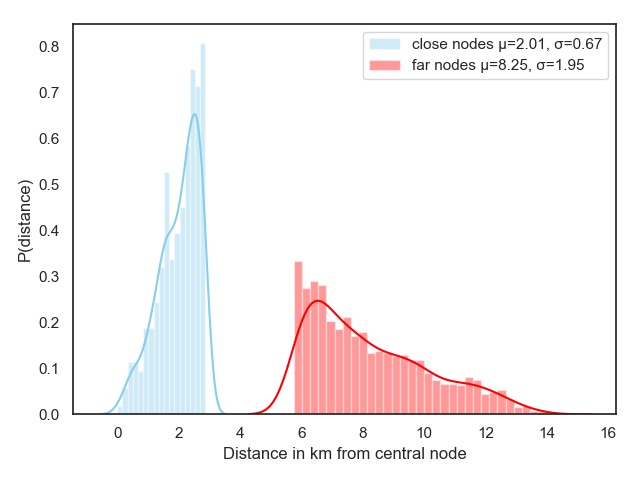 close nodes μ=2.01, σ=0.67
far nodes μ=8.25, σ=1.95
P(distance)
0.8
0.7
0.6
0.5
0.4
0.3
0.2
0.1
0.0
0 2 4 6 8 10 12 14 16
Distance in km from central node